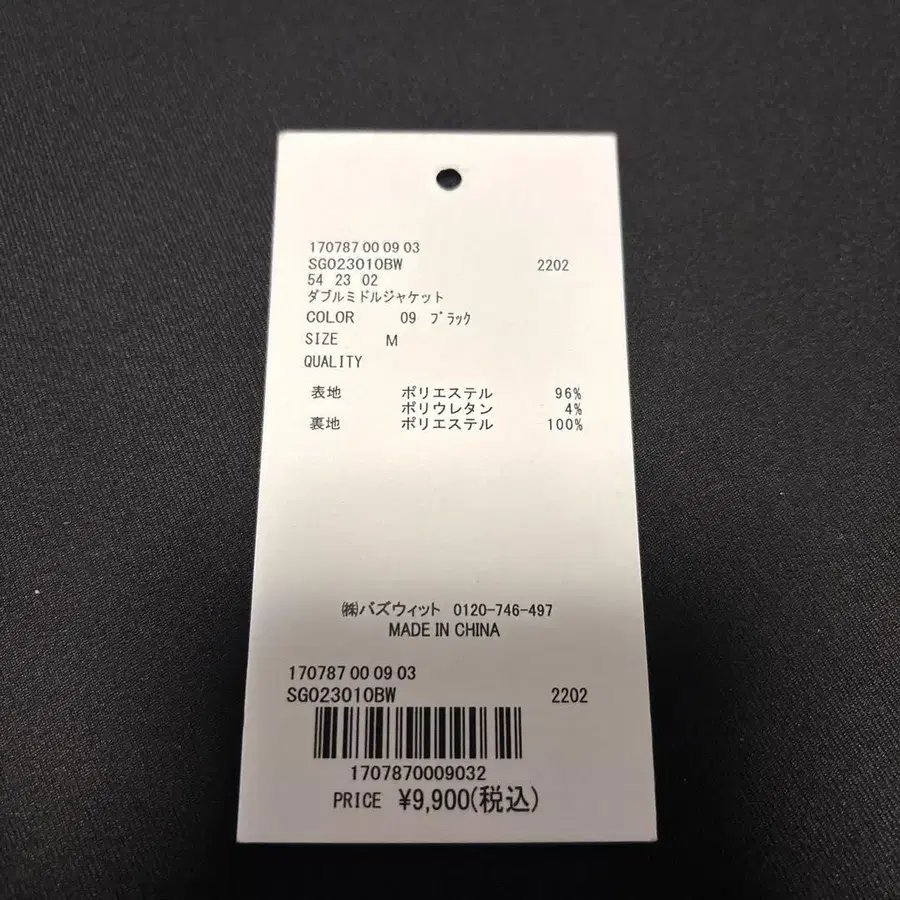 170787 00 09 03
SG023010BW 2202
54 23 02
ダブルミドルジャケット
COLOR 09 ブラック
SIZE M
QUALITY
表地 ポリエステル 96%
ポリウレタン 4%
裏地 ポリエステル 100%
㈱バズウィット 0120-746-497
MADE IN CHINA
170787 00 09 03
SG023010BW 2202
1707870009032
PRICE ¥9,900(税込)